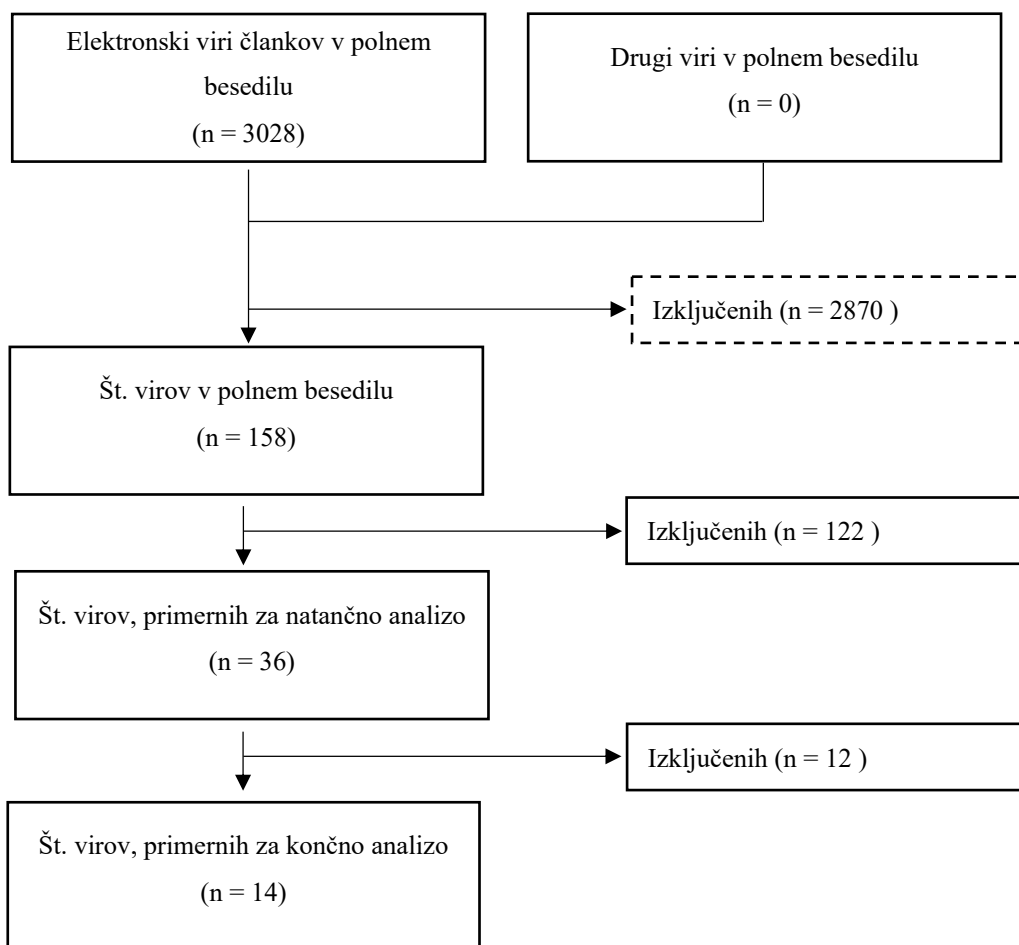 Elektronski viri člankov v polnem
besedilu
(n = 3028)
Drugi viri v polnem besedilu
(n = 0)
Izključenih (n = 2870 )
Št. virov v polnem besedilu
(n = 158)
Izključenih (n = 122 )
Št. virov, primernih za natančno analizo
(n = 36)
Izključenih (n = 12 )
Št. virov, primernih za končno analizo
(n = 14)